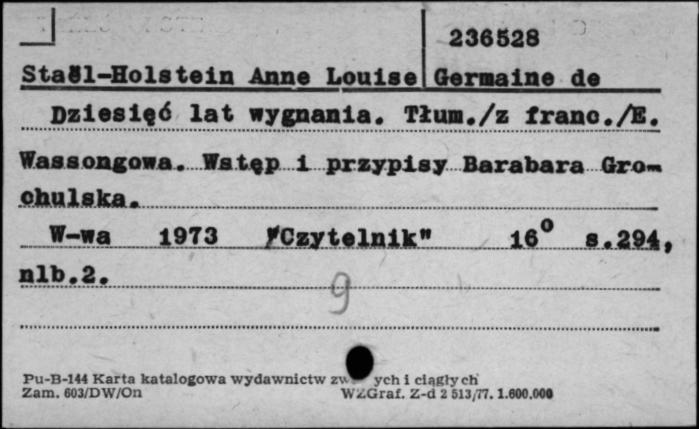 236528
Staël-Holstein Anne Louise Germaine de
Dziesięć lat wygnania. Tłum./z franc./E.
Wassongowa. Wstęp i przypisy Barabara Gro-
chulska.
W-wa 1973 "Czytelnik" 16° s.294,
nlb.2.
9
Pu-B-144 Karta katalogowa wydawnictw ych i ciągłych
Zam. 603/DW/On WZGraf. Z-d 2 513/77. 1.600.000